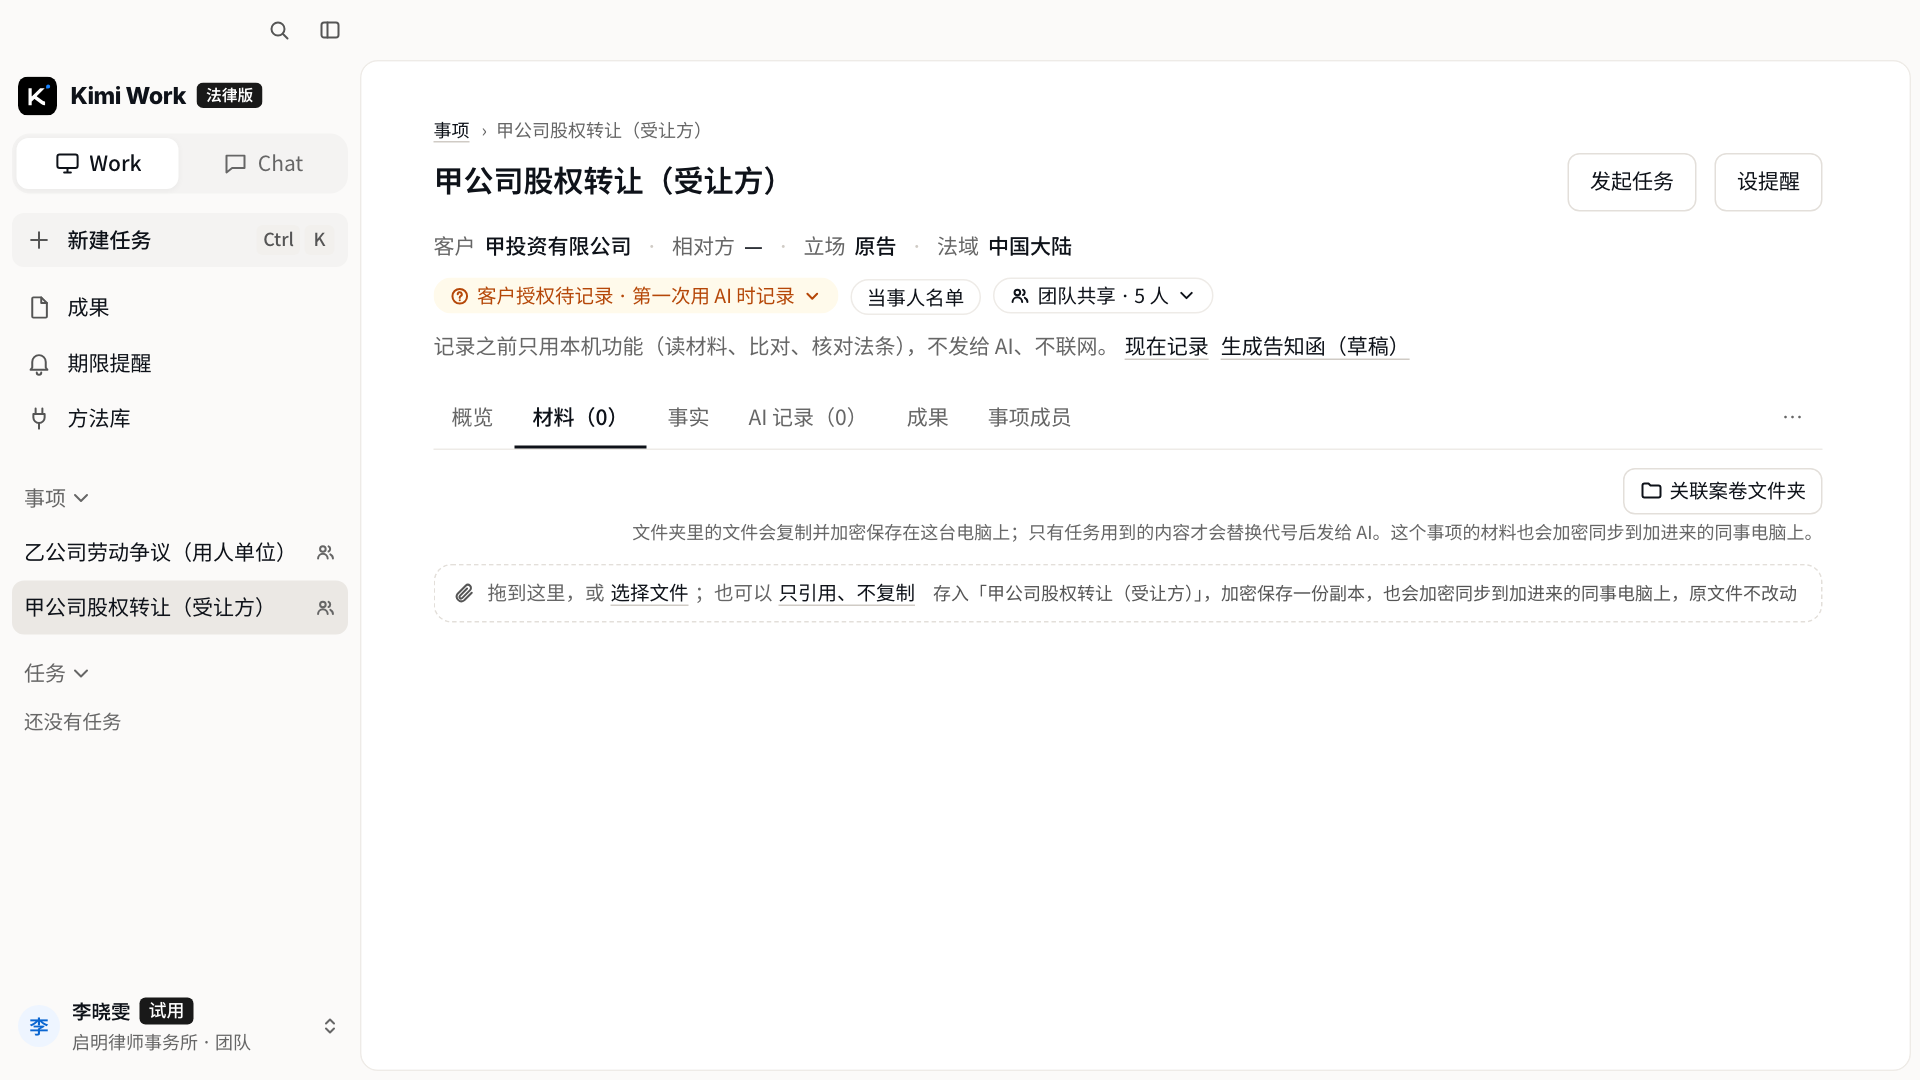 Kimi Work 法律版
Work
Chat
新建任务 Ctrl K
成果
期限提醒
方法库
事项
乙公司劳动争议（用人单位）
甲公司股权转让（受让方）
任务
还没有任务
李
李晓雯 试用
启明律师事务所 · 团队
事项 › 甲公司股权转让（受让方）
甲公司股权转让（受让方）
发起任务
设提醒
客户 甲投资有限公司 · 相对方 — · 立场 原告 · 法域 中国大陆
客户授权待记录 · 第一次用 AI 时记录
当事人名单
团队共享 · 5 人
记录之前只用本机功能（读材料、比对、核对法条），不发给 AI、不联网。 现在记录 生成告知函（草稿）
概览 材料（0） 事实 AI 记录（0） 成果 事项成员 ···
关联案卷文件夹
文件夹里的文件会复制并加密保存在这台电脑上；只有任务用到的内容才会替换代号后发给 AI。这个事项的材料也会加密同步到加进来的同事电脑上。
拖到这里，或 选择文件 ；也可以 只引用、不复制 存入「甲公司股权转让（受让方）」，加密保存一份副本，也会加密同步到加进来的同事电脑上，原文件不改动